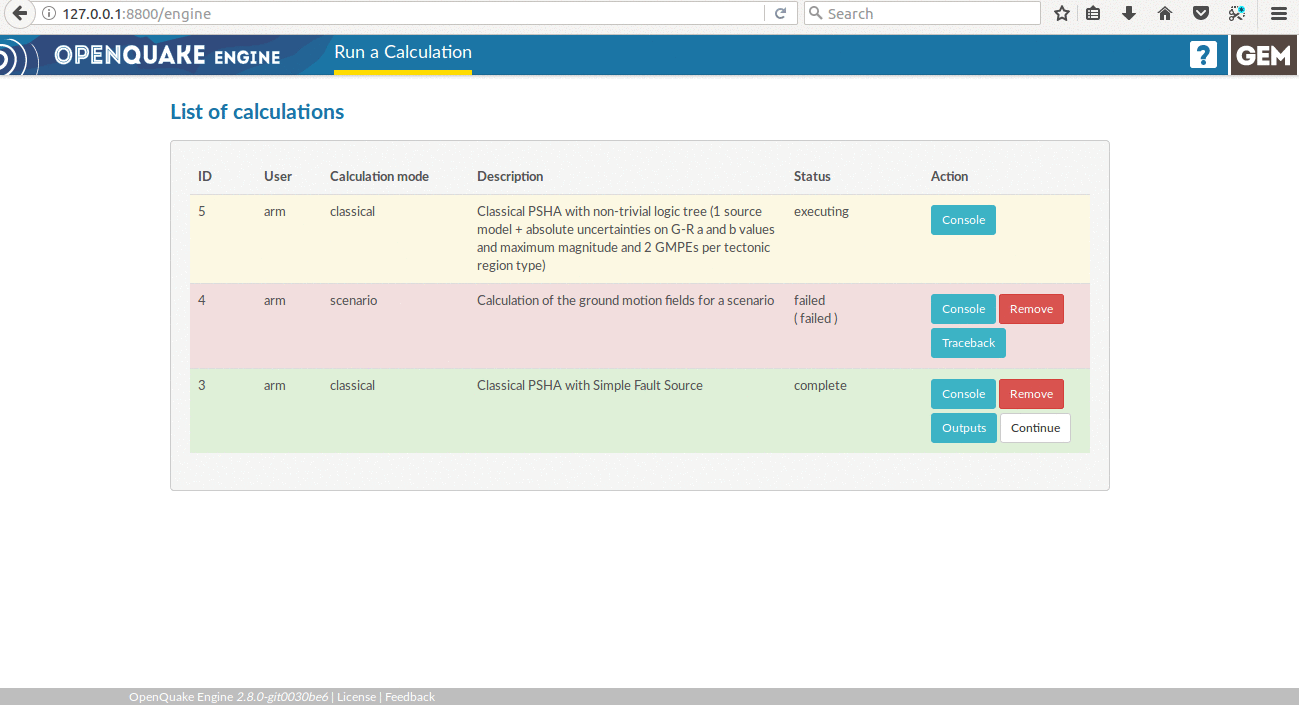 127.0.0.1:8800/engine
Search
OPENQUAKE ENGINE
Run a Calculation
?
GEM
List of calculations
ID User Calculation mode Description Status Action
5 arm classical Classical PSHA with non-trivial logic tree (1 source executing Console
model + absolute uncertainties on G-R a and b values
and maximum magnitude and 2 GMPEs per tectonic
region type)
4 arm scenario Calculation of the ground motion fields for a scenario failed Console Remove
( failed )
Traceback
3 arm classical Classical PSHA with Simple Fault Source complete Console Remove
Outputs Continue
OpenQuake Engine 2.8.0-git0030be6 | License | Feedback